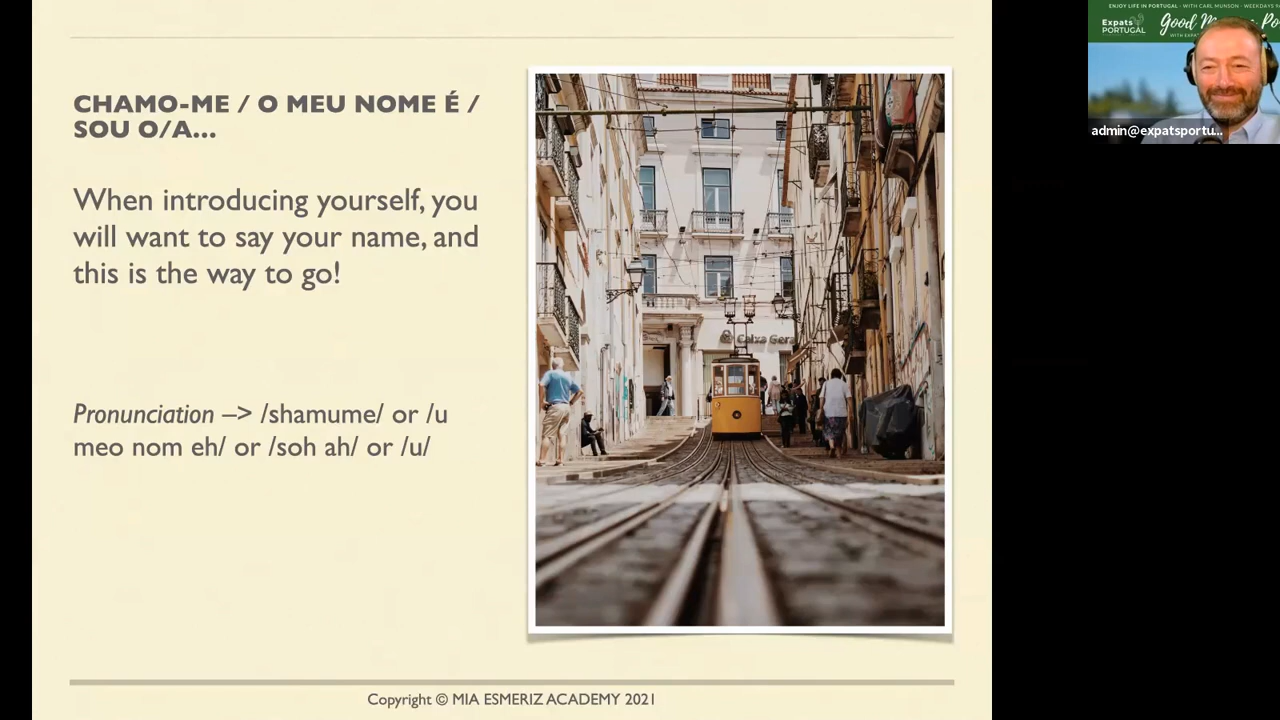 CHAMO-ME / O MEU NOME É /
SOU O/A...
When introducing yourself, you
will want to say your name, and
this is the way to go!
Pronunciation –> /shamume/ or /u
meo nom eh/ or /soh ah/ or /u/
Caixa Gera
Copyright © MIA ESMERIZ ACADEMY 2021
ENJOY LIFE IN PORTUGAL - WITH CARL MUNSON - WEEKDAYS
Expats
PORTUGAL
Good
Po
admin@expatsportu...